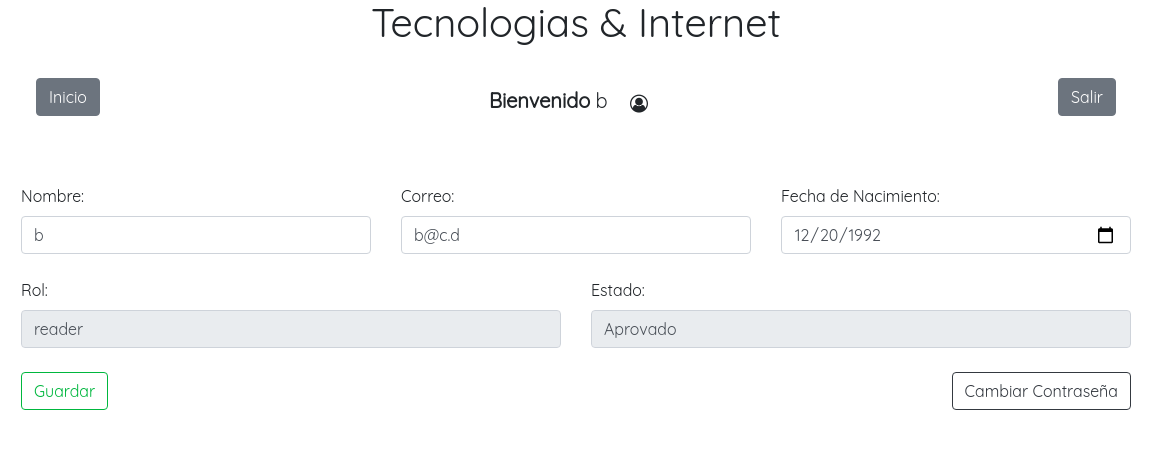 Tecnologias & Internet
Inicio
Bienvenido b
Salir
Nombre:
Correo:
Fecha de Nacimiento:
b
b@c.d
12/20/1992
Rol:
Estado:
reader
Aprovado
Guardar
Cambiar Contraseña